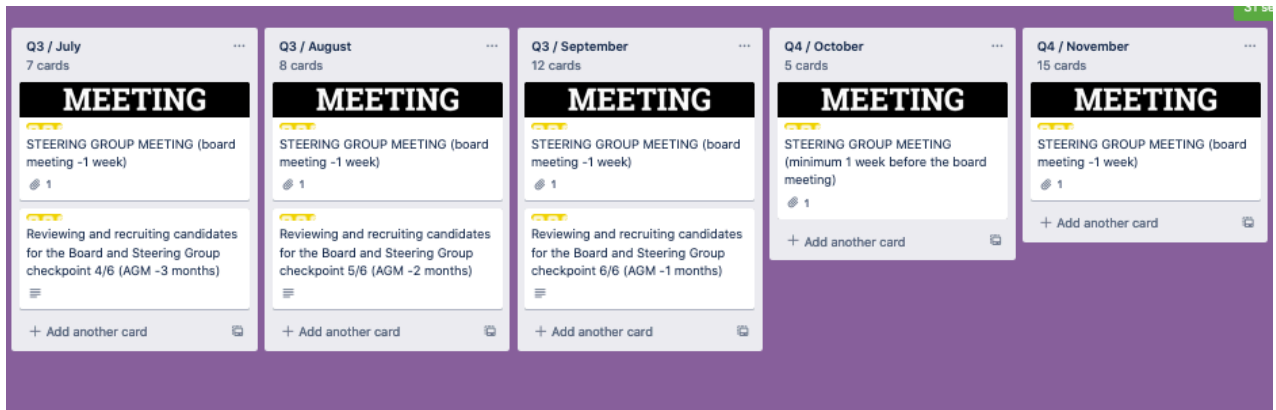 31 se
Q3 / July
7 cards
MEETING
STEERING GROUP MEETING (board
meeting -1 week)
1
Reviewing and recruiting candidates
for the Board and Steering Group
checkpoint 4/6 (AGM -3 months)
+ Add another card
Q3 / August
8 cards
MEETING
STEERING GROUP MEETING (board
meeting -1 week)
1
Reviewing and recruiting candidates
for the Board and Steering Group
checkpoint 5/6 (AGM -2 months)
+ Add another card
Q3 / September
12 cards
MEETING
STEERING GROUP MEETING (board
meeting -1 week)
1
Reviewing and recruiting candidates
for the Board and Steering Group
checkpoint 6/6 (AGM -1 months)
+ Add another card
Q4 / October
5 cards
MEETING
STEERING GROUP MEETING
(minimum 1 week before the board
meeting)
1
+ Add another card
Q4 / November
15 cards
MEETING
STEERING GROUP MEETING (board
meeting -1 week)
1
+ Add another card